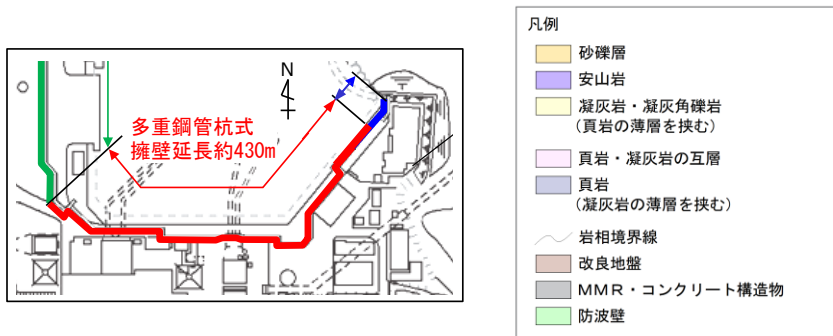 N
多重鋼管杭式
擁壁延長約430m
凡例
砂礫層
安山岩
凝灰岩・凝灰角礫岩
(頁岩の薄層を挟む)
頁岩・凝灰岩の互層
頁岩
(凝灰岩の薄層を挟む)
岩相境界線
改良地盤
MMR・コンクリート構造物
防波壁